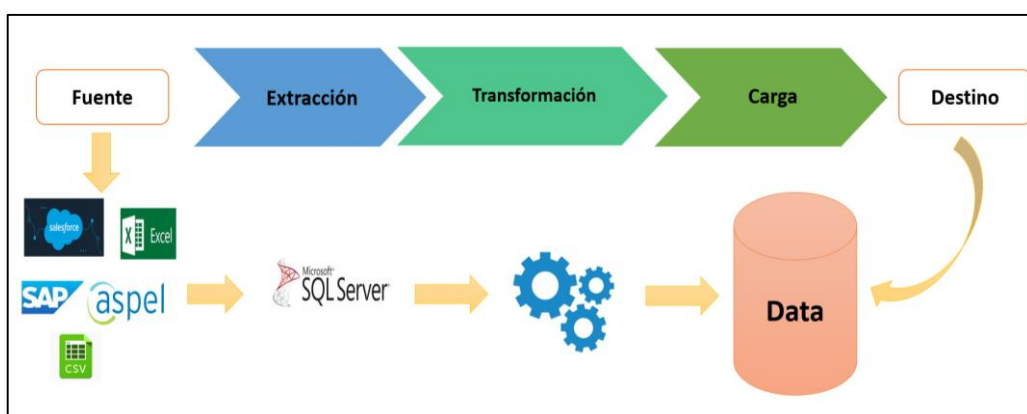 Fuente
Extracción
Transformación
Carga
Destino
salesforce
X Excel
SAP aspel
CSV
Microsoft®
SQL Server®
Data